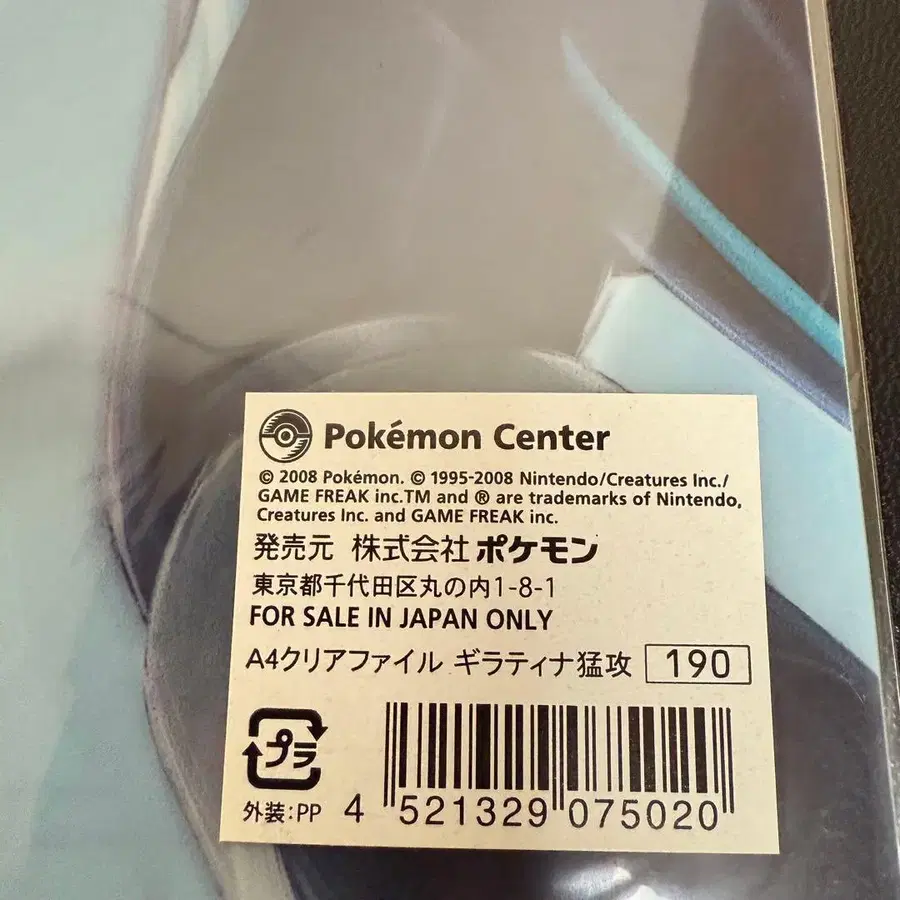 Pokémon Center
© 2008 Pokémon. © 1995-2008 Nintendo/Creatures Inc./
GAME FREAK inc.TM and ® are trademarks of Nintendo,
Creatures Inc. and GAME FREAK inc.
発売元 株式会社ポケモン
東京都千代田区丸の内1-8-1
FOR SALE IN JAPAN ONLY
A4クリアファイル ギラティナ猛攻 190
プラ
外装:PP
4 521329 075020